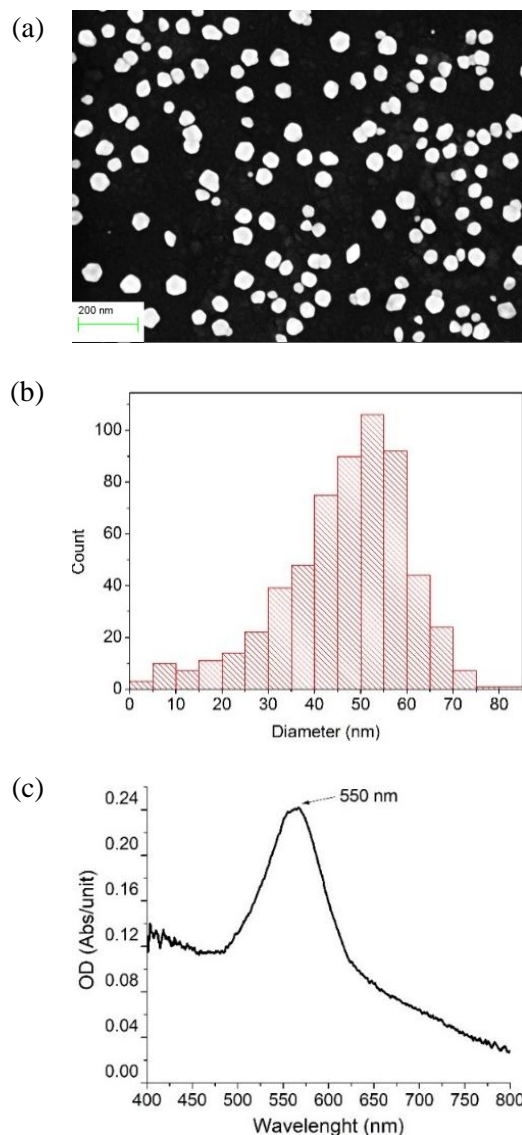 (a)
200 nm
(b)
100
80
60
40
20
0
Count
0 10 20 30 40 50 60 70 80
Diameter (nm)
(c)
0.24
0.20
0.16
0.12
0.08
0.04
0.00
OD (Abs/unit)
550 nm
400 450 500 550 600 650 700 750 800
Wavelenght (nm)